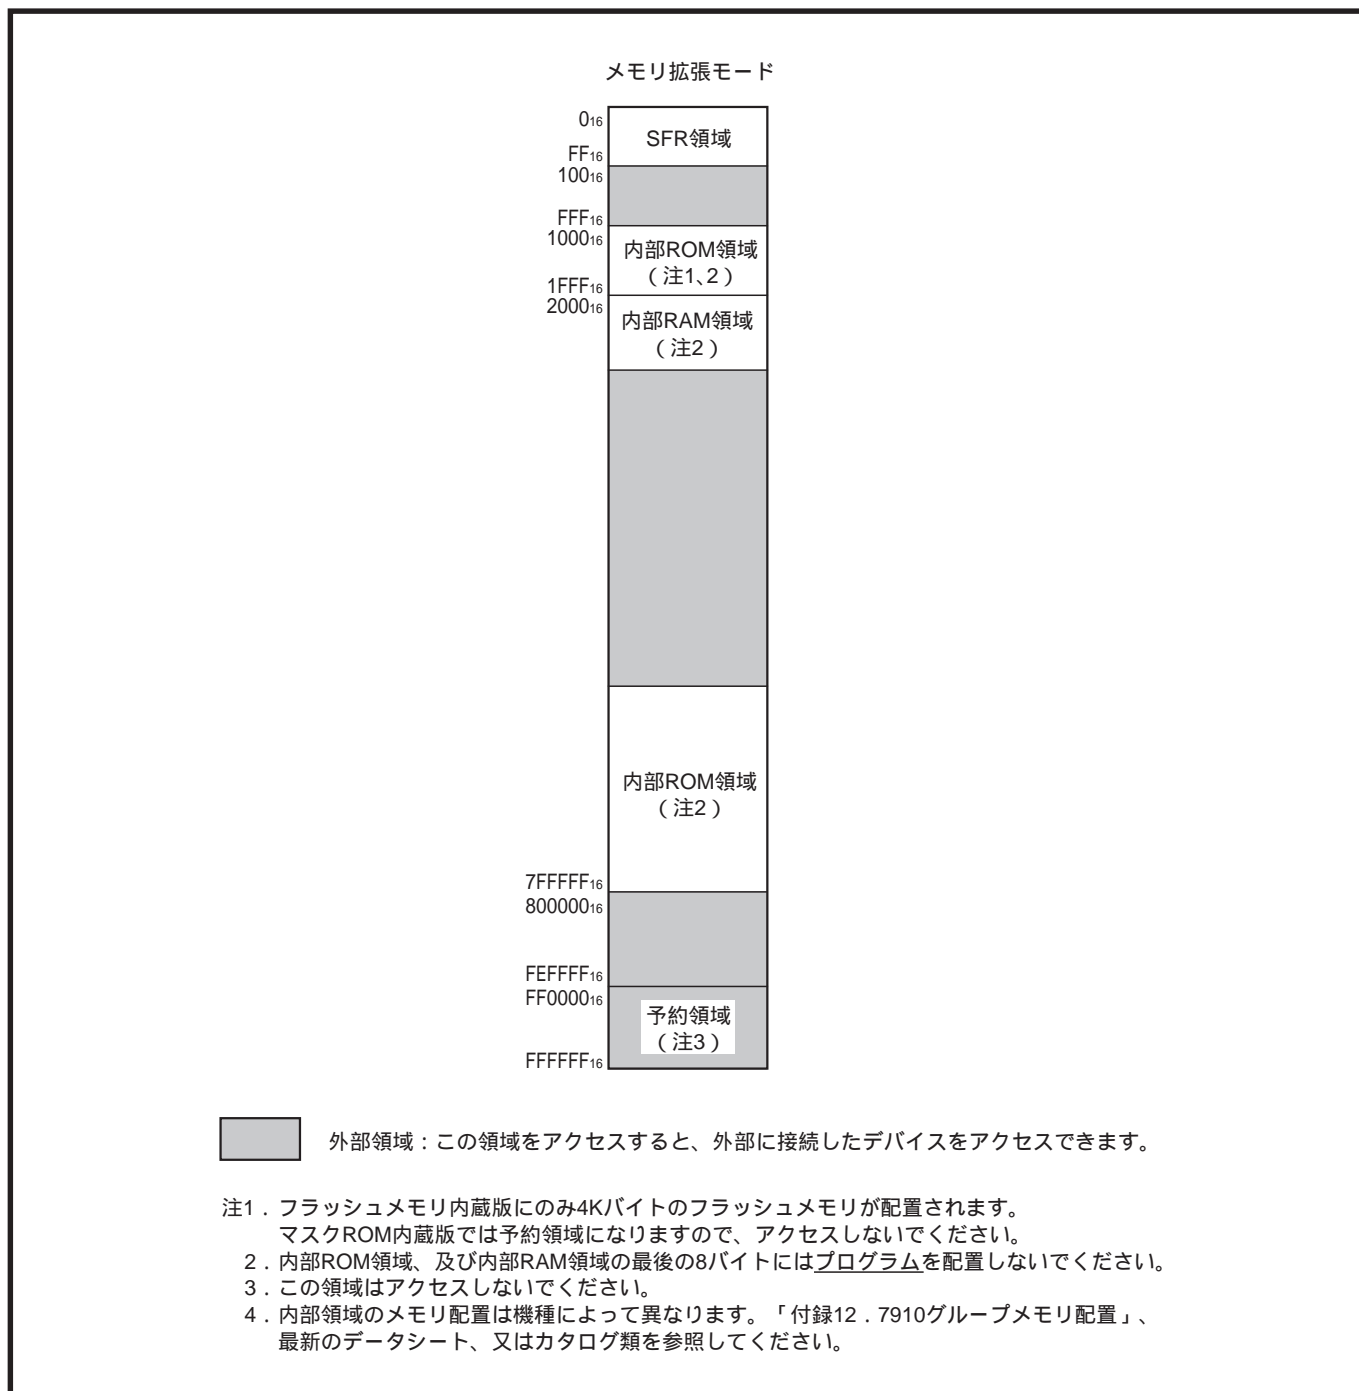 メモリ拡張モード
0₁₆
SFR領域
FF₁₆
100₁₆
FFF₁₆
1000₁₆
内部ROM領域
（注1、2）
1FFF₁₆
2000₁₆
内部RAM領域
（注2）
内部ROM領域
（注2）
7FFFFF₁₆
800000₁₆
FEFFFF₁₆
FF0000₁₆
予約領域
（注3）
FFFFFF₁₆
外部領域：この領域をアクセスすると、外部に接続したデバイスをアクセスできます。
注1．フラッシュメモリ内蔵版にのみ4Kバイトのフラッシュメモリが配置されます。
マスクROM内蔵版では予約領域になりますので、アクセスしないでください。
2．内部ROM領域、及び内部RAM領域の最後の8バイトにはプログラムを配置しないでください。
3．この領域はアクセスしないでください。
4．内部領域のメモリ配置は機種によって異なります。「付録12．7910グループメモリ配置」、
最新のデータシート、又はカタログ類を参照してください。